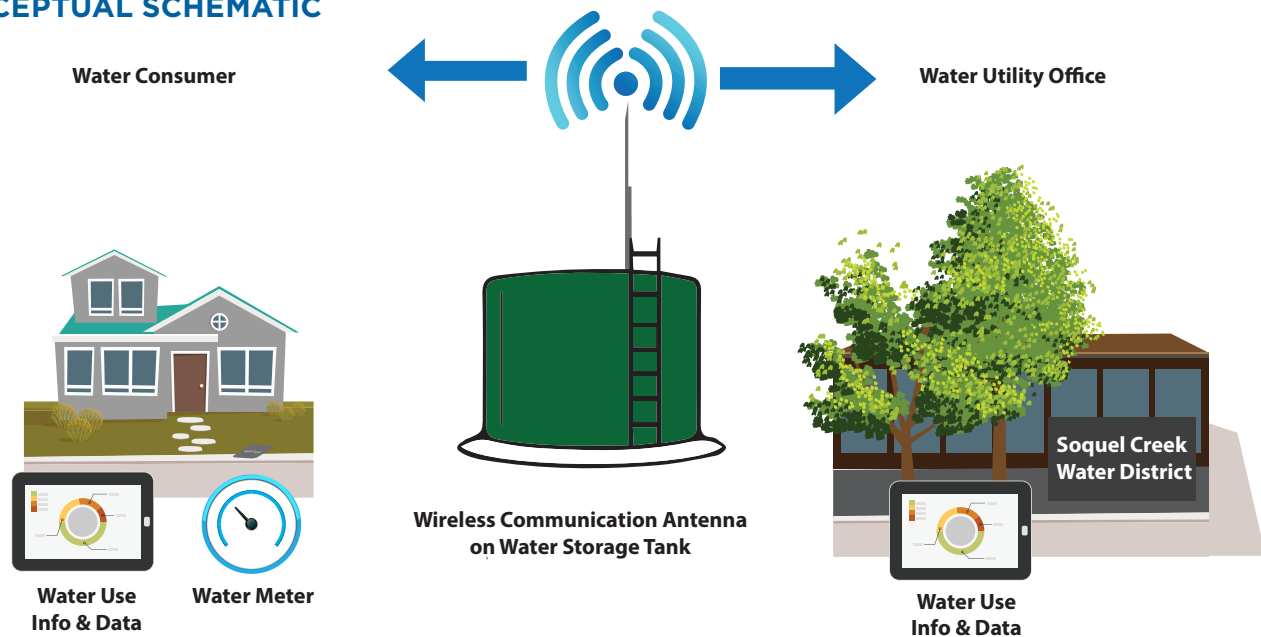 CEPTUAL SCHEMATIC
Water Consumer
Water Utility Office
Soquel Creek
Water District
Wireless Communication Antenna
on Water Storage Tank
Water Use
Info & Data
Water Meter
Water Use
Info & Data